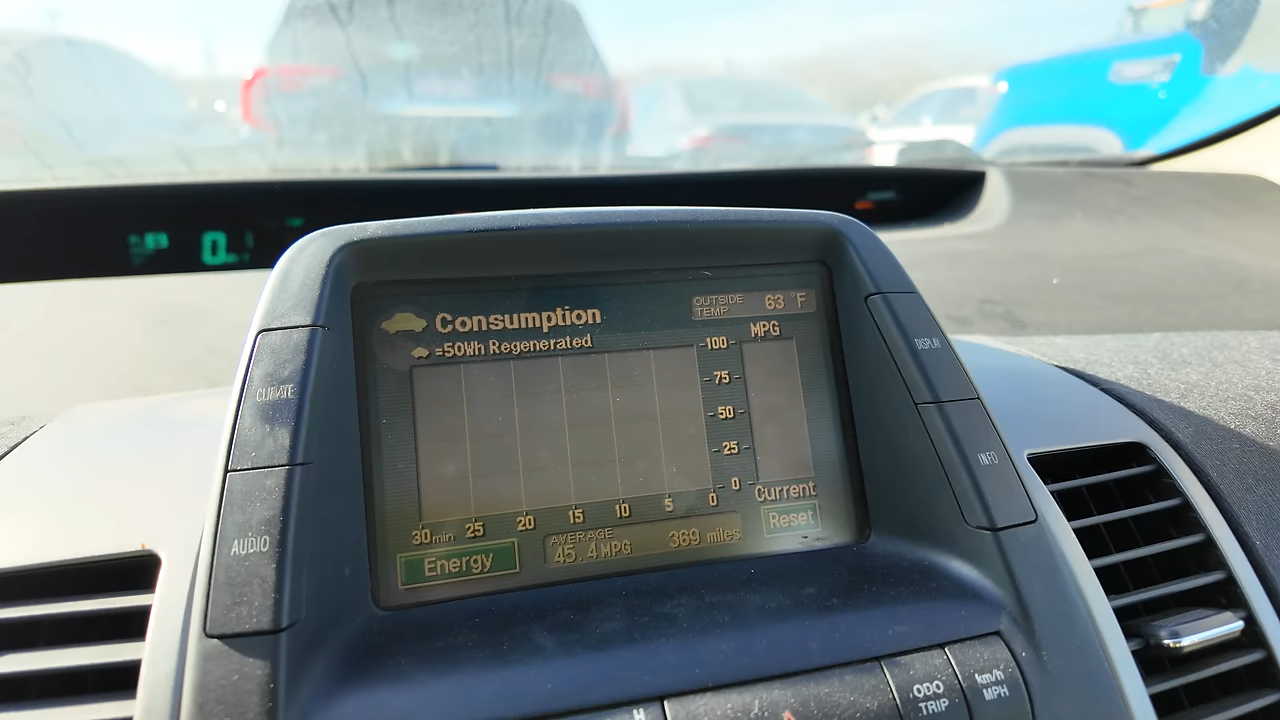 0
Consumption
OUTSIDE TEMP 63 °F
=50Wh Regenerated
MPG
100
75
50
25
0
30 min 25 20 15 10 5 0
Current
Energy
AVERAGE
45.4 MPG 369 miles
Reset
CLIMATE
AUDIO
DISPLAY
INFO
H
ODO
TRIP
km/h
MPH